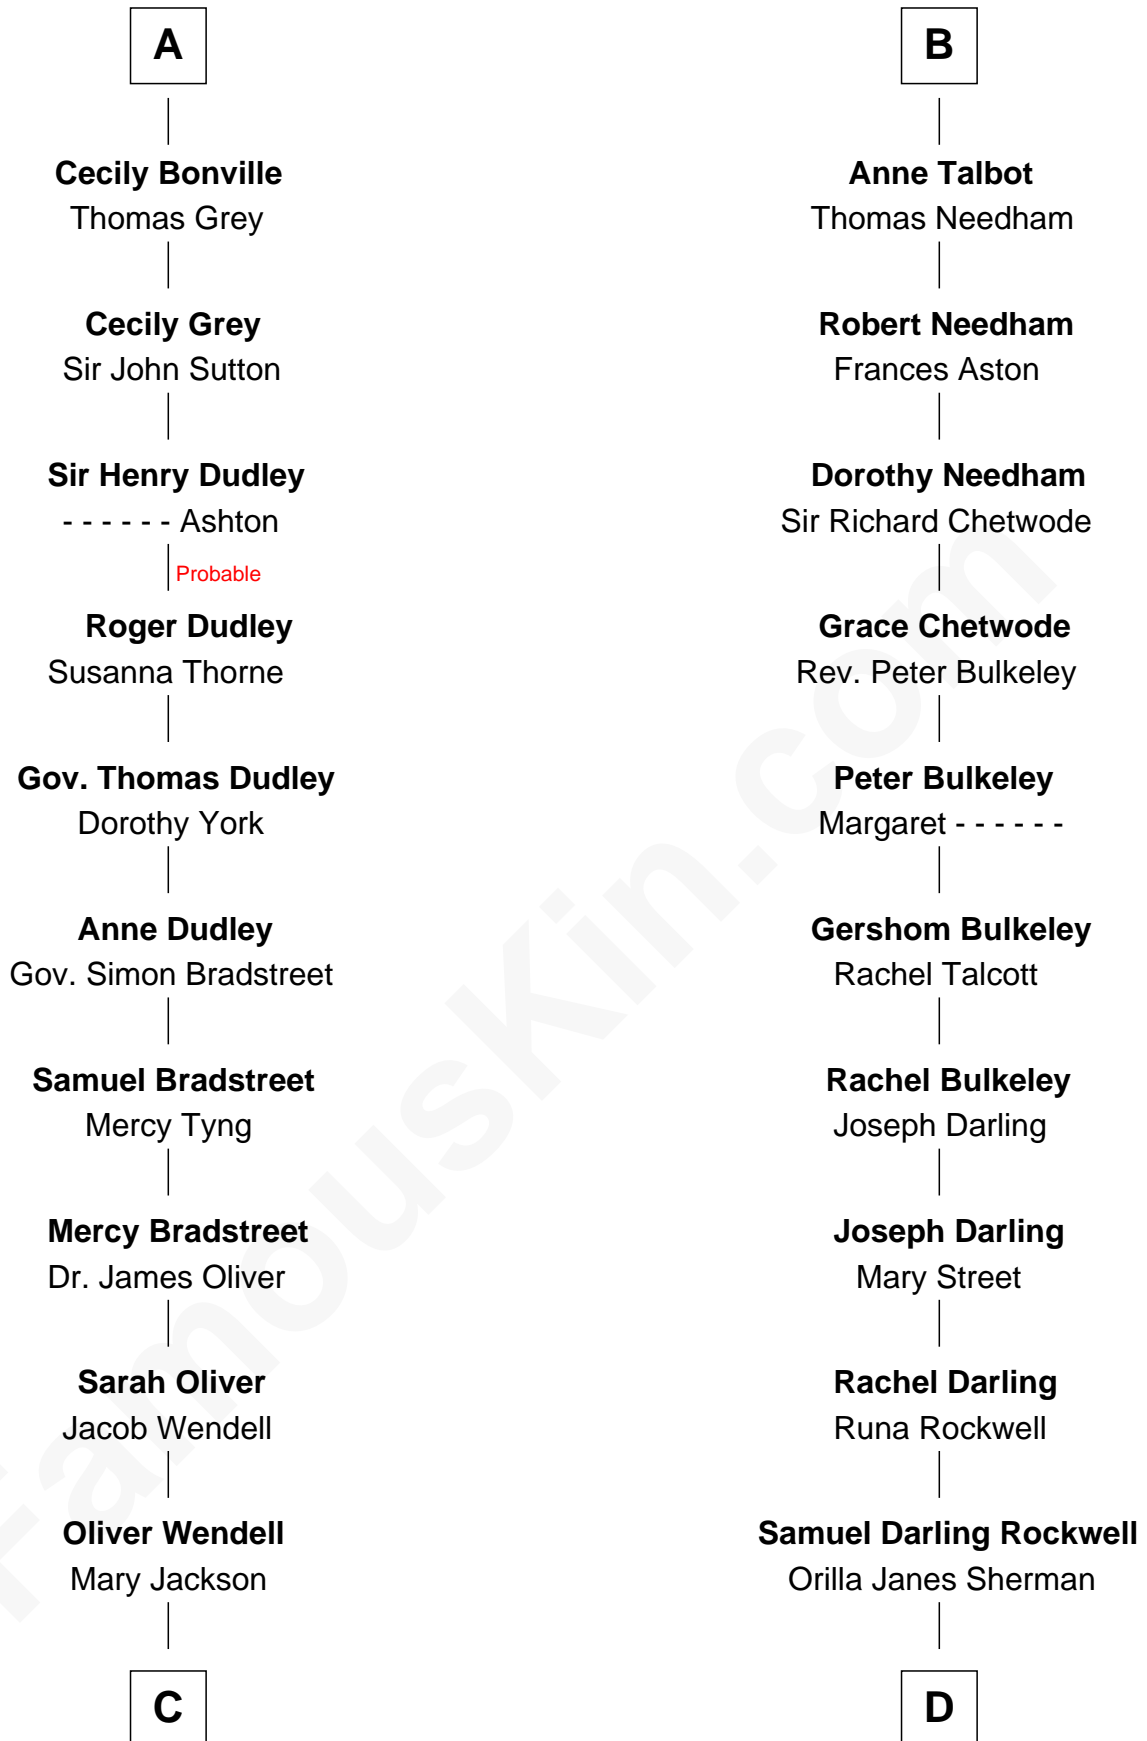 A
Cecily Bonville
Thomas Grey
Cecily Grey
Sir John Sutton
Sir Henry Dudley
- - - - - - Ashton
Probable
Roger Dudley
Susanna Thorne
Gov. Thomas Dudley
Dorothy York
Anne Dudley
Gov. Simon Bradstreet
Samuel Bradstreet
Mercy Tyng
Mercy Bradstreet
Dr. James Oliver
Sarah Oliver
Jacob Wendell
Oliver Wendell
Mary Jackson
C
B
Anne Talbot
Thomas Needham
Robert Needham
Frances Aston
Dorothy Needham
Sir Richard Chetwode
Grace Chetwode
Rev. Peter Bulkeley
Peter Bulkeley
Margaret - - - - - -
Gershom Bulkeley
Rachel Talcott
Rachel Bulkeley
Joseph Darling
Joseph Darling
Mary Street
Rachel Darling
Runa Rockwell
Samuel Darling Rockwell
Orilla Janes Sherman
D
FamousKin.com